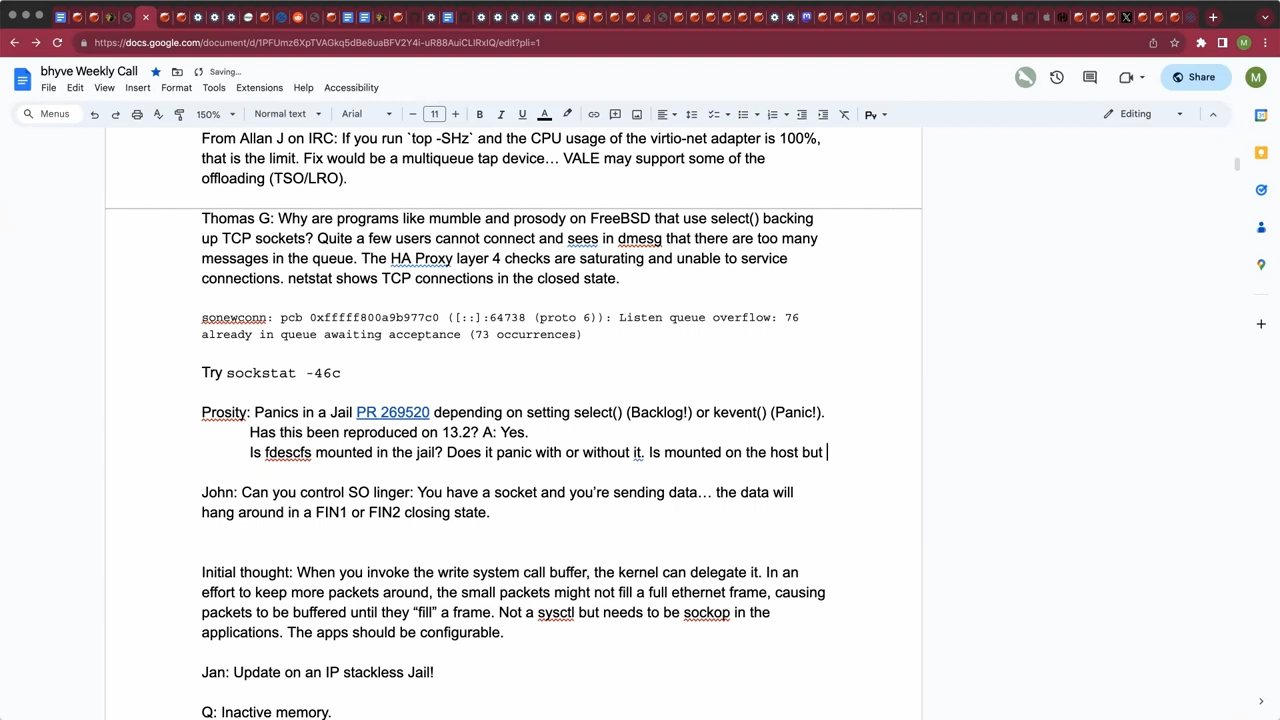 https://docs.google.com/document/d/1PFUmz6XpTVAGkq5dBe8uaBFV2Y4i-uR88AuiCLIRxIQ/edit?pli=1
M
bhyve Weekly Call
Saving...
File Edit View Insert Format Tools Extensions Help Accessibility
Share
M
Menus
150%
Normal text
Arial
11
B I U A
Editing
From Allan J on IRC: If you run `top -SHz` and the CPU usage of the virtio-net adapter is 100%,
that is the limit. Fix would be a multiqueue tap device… VALE may support some of the
offloading (TSO/LRO).
Thomas G: Why are programs like mumble and prosody on FreeBSD that use select() backing
up TCP sockets? Quite a few users cannot connect and sees in dmesg that there are too many
messages in the queue. The HA Proxy layer 4 checks are saturating and unable to service
connections. netstat shows TCP connections in the closed state.
sonewconn: pcb 0xfffff800a9b977c0 ([::]:64738 (proto 6)): Listen queue overflow: 76
already in queue awaiting acceptance (73 occurrences)
Try sockstat -46c
Prosity: Panics in a Jail PR 269520 depending on setting select() (Backlog!) or kevent() (Panic!).
Has this been reproduced on 13.2? A: Yes.
Is fdescfs mounted in the jail? Does it panic with or without it. Is mounted on the host but
John: Can you control SO linger: You have a socket and you’re sending data… the data will
hang around in a FIN1 or FIN2 closing state.
Initial thought: When you invoke the write system call buffer, the kernel can delegate it. In an
effort to keep more packets around, the small packets might not fill a full ethernet frame, causing
packets to be buffered until they “fill” a frame. Not a sysctl but needs to be sockop in the
applications. The apps should be configurable.
Jan: Update on an IP stackless Jail!
Q: Inactive memory.